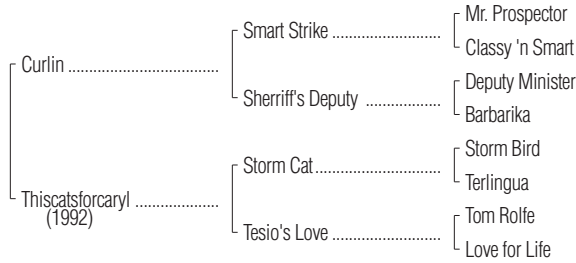 Mr. Prospector
Smart Strike ........................
Classy 'n Smart
Curlin .................................
Deputy Minister
Sherriff's Deputy ................
Barbarika
Storm Bird
Storm Cat ...........................
Terlingua
Thiscatsforcaryl ..................
(1992)
Tom Rolfe
Tesio's Love .......................
Love for Life